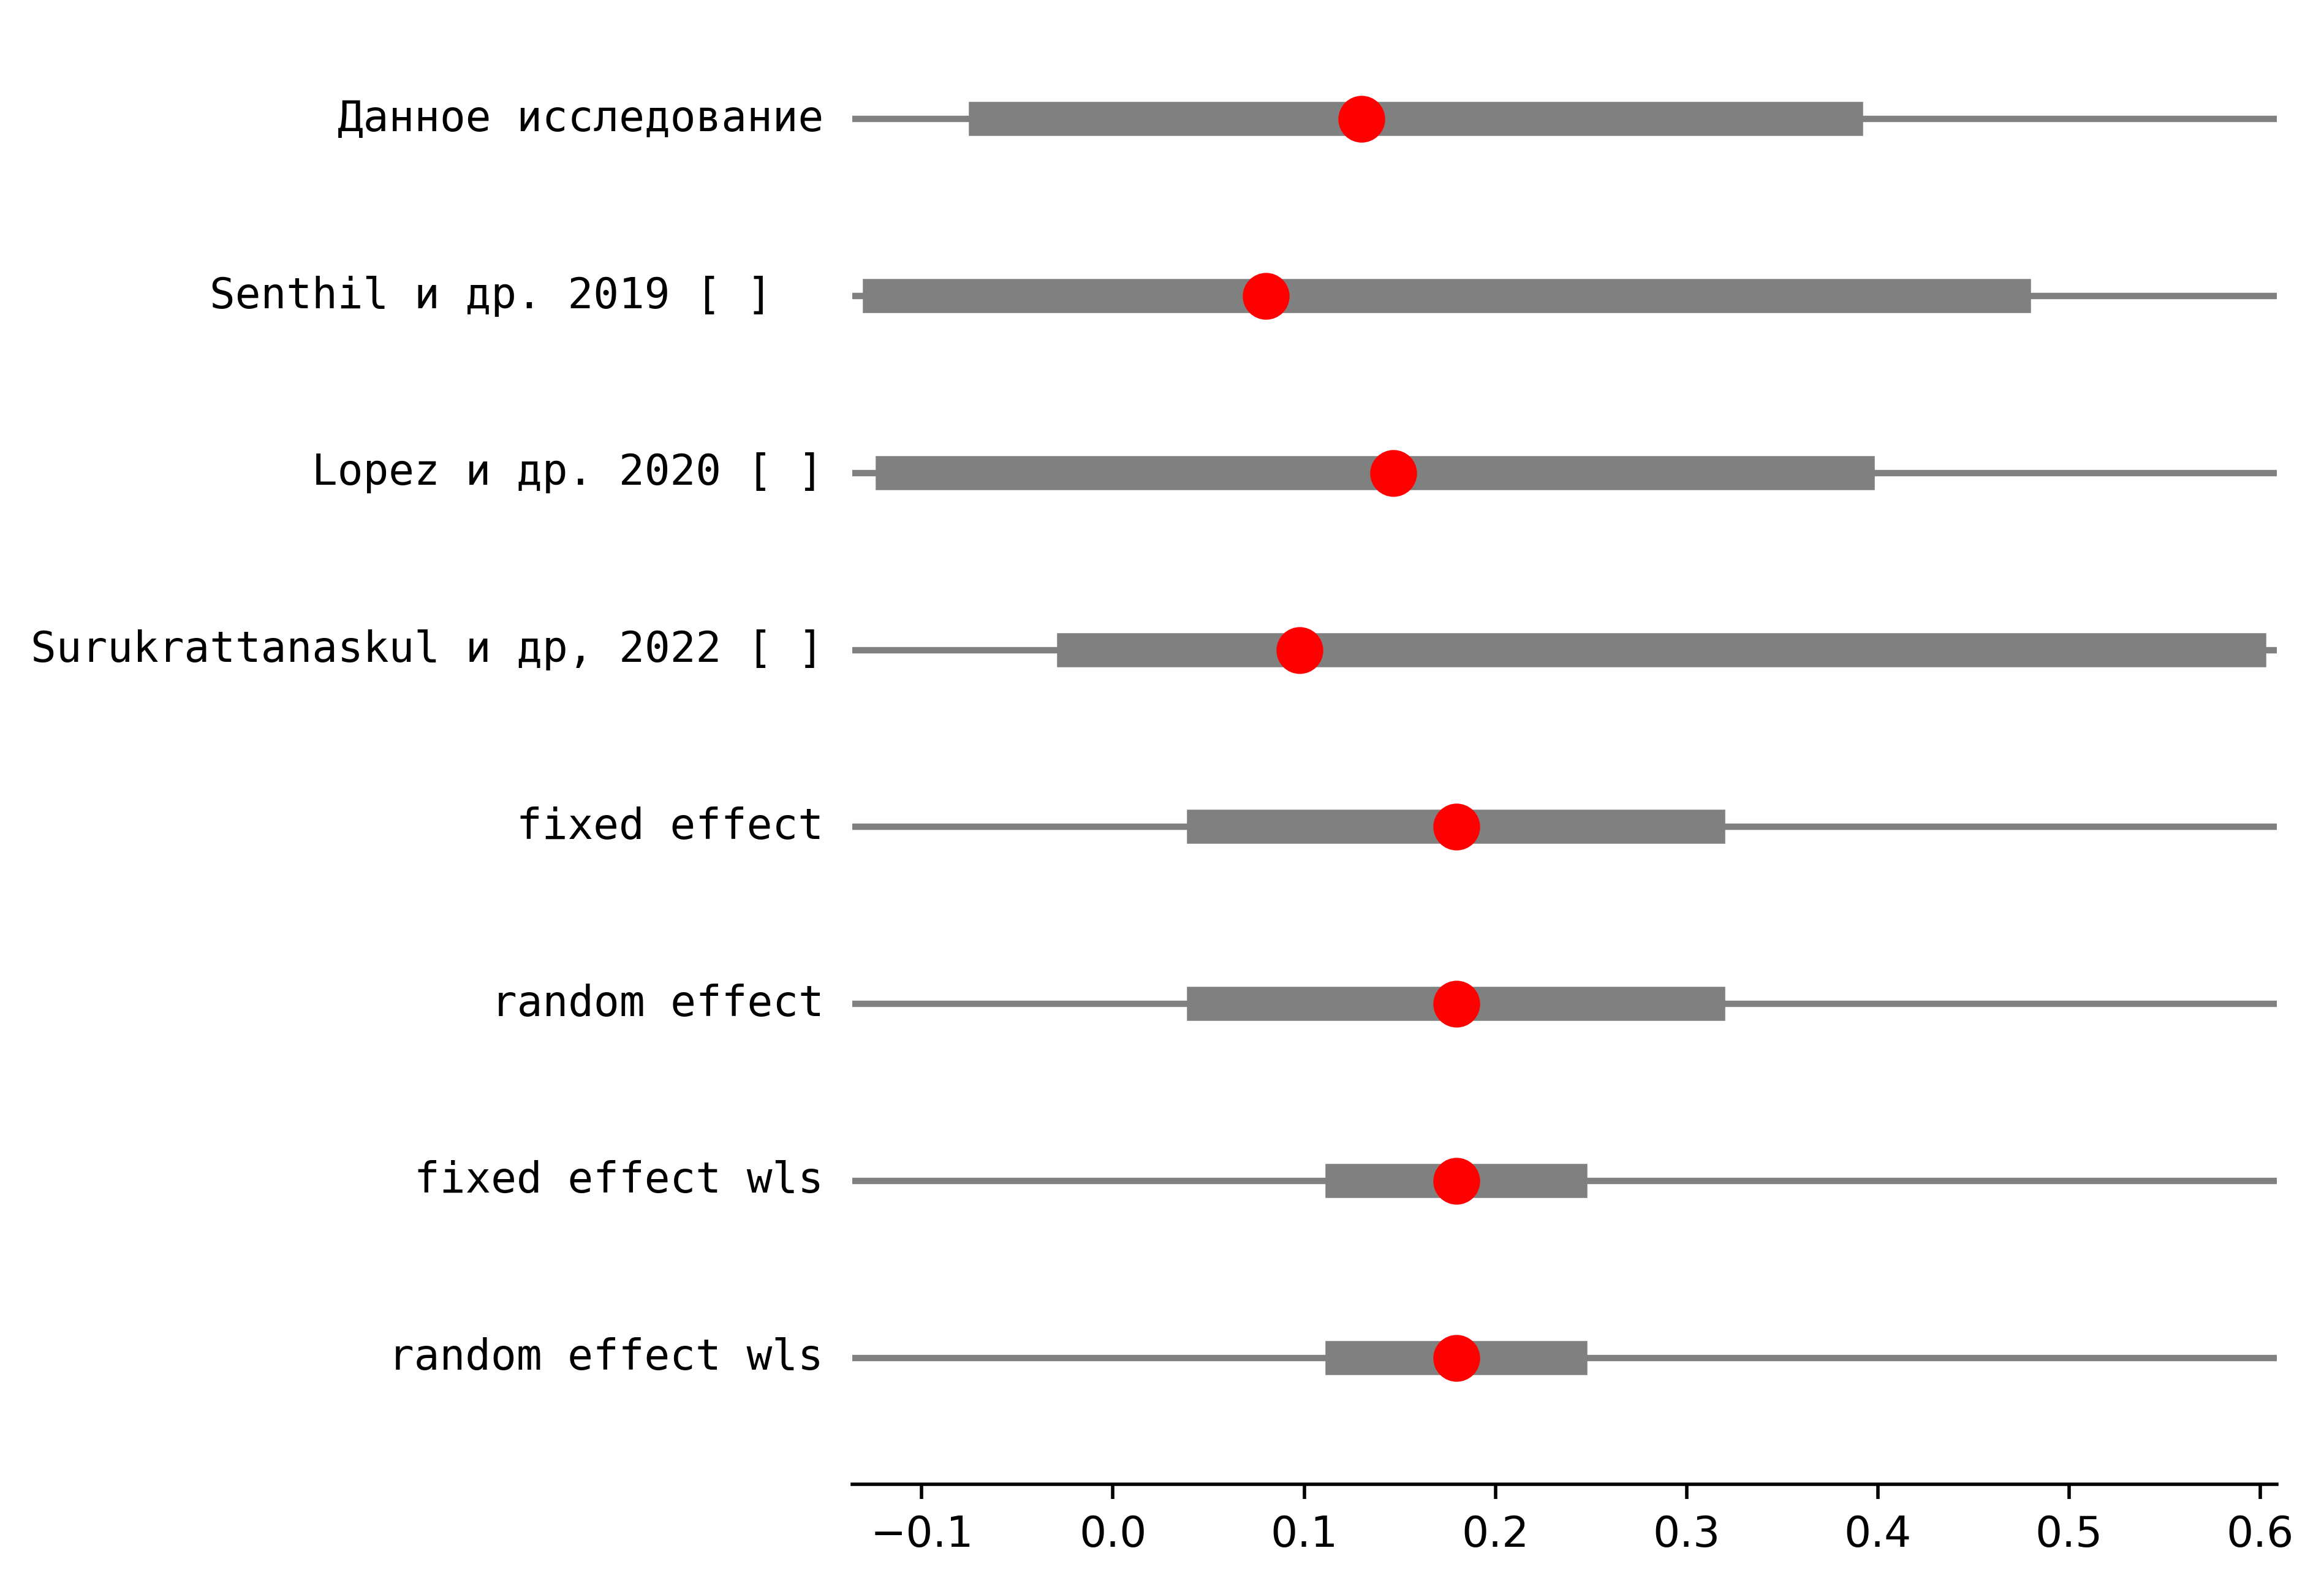 Данное исследование
Senthil и др. 2019 [ ]
Lopez и др. 2020 [ ]
Surukrattanaskul и др, 2022 [ ]
fixed effect
random effect
fixed effect wls
random effect wls
−0.1 0.0 0.1 0.2 0.3 0.4 0.5 0.6